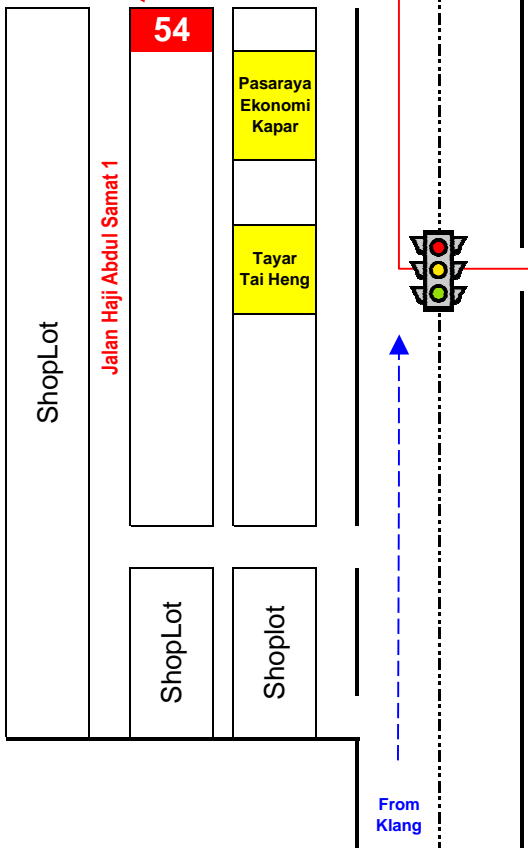 54
Pasaraya
Ekonomi
Kapar
Jalan Haji Abdul Samat 1
Tayar
Tai Heng
ShopLot
ShopLot
Shoplot
From
Klang